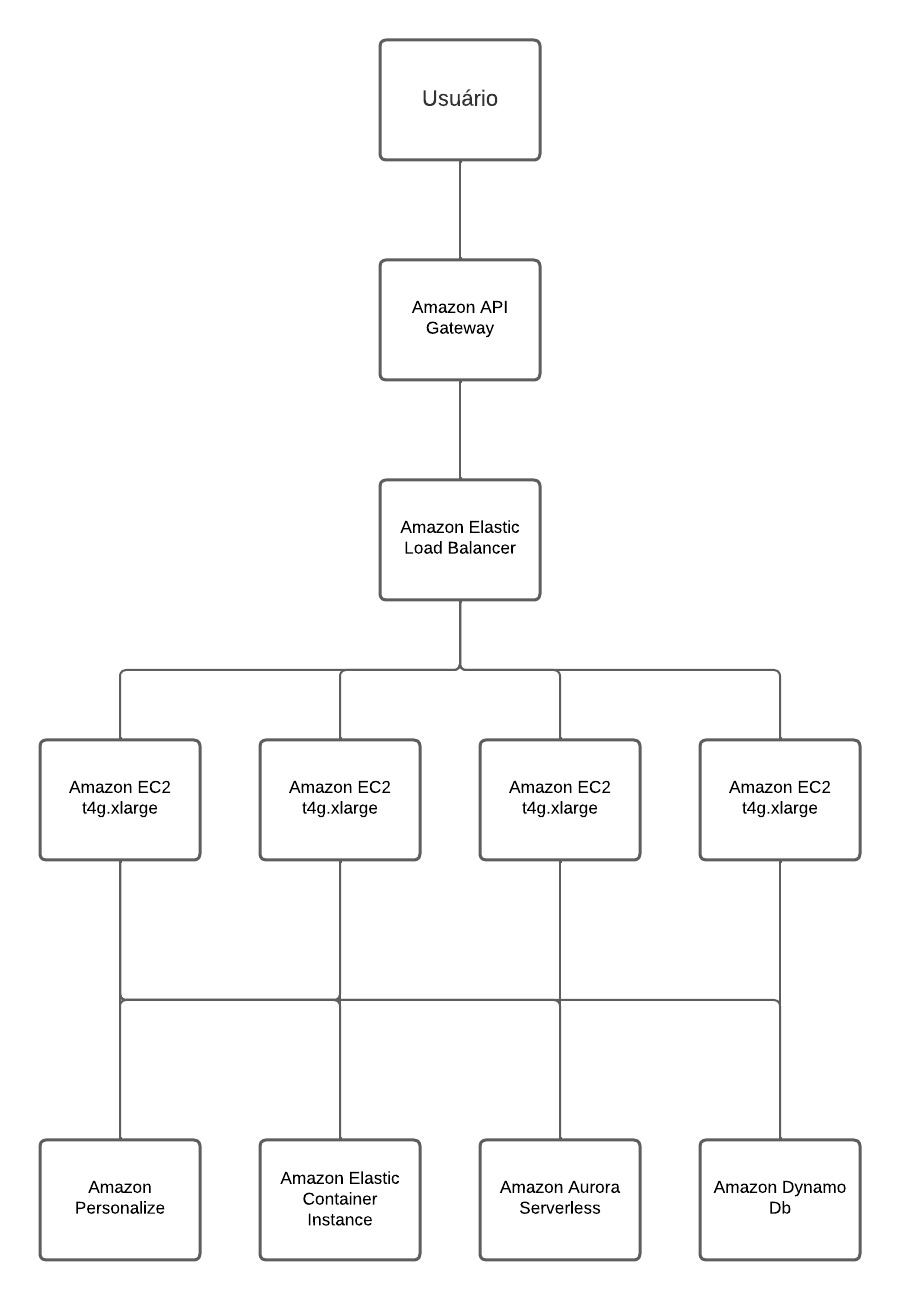 Usuário
Amazon API
Gateway
Amazon Elastic
Load Balancer
Amazon EC2
t4g.xlarge
Amazon EC2
t4g.xlarge
Amazon EC2
t4g.xlarge
Amazon EC2
t4g.xlarge
Amazon
Personalize
Amazon Elastic
Container
Instance
Amazon Aurora
Serverless
Amazon Dynamo
Db